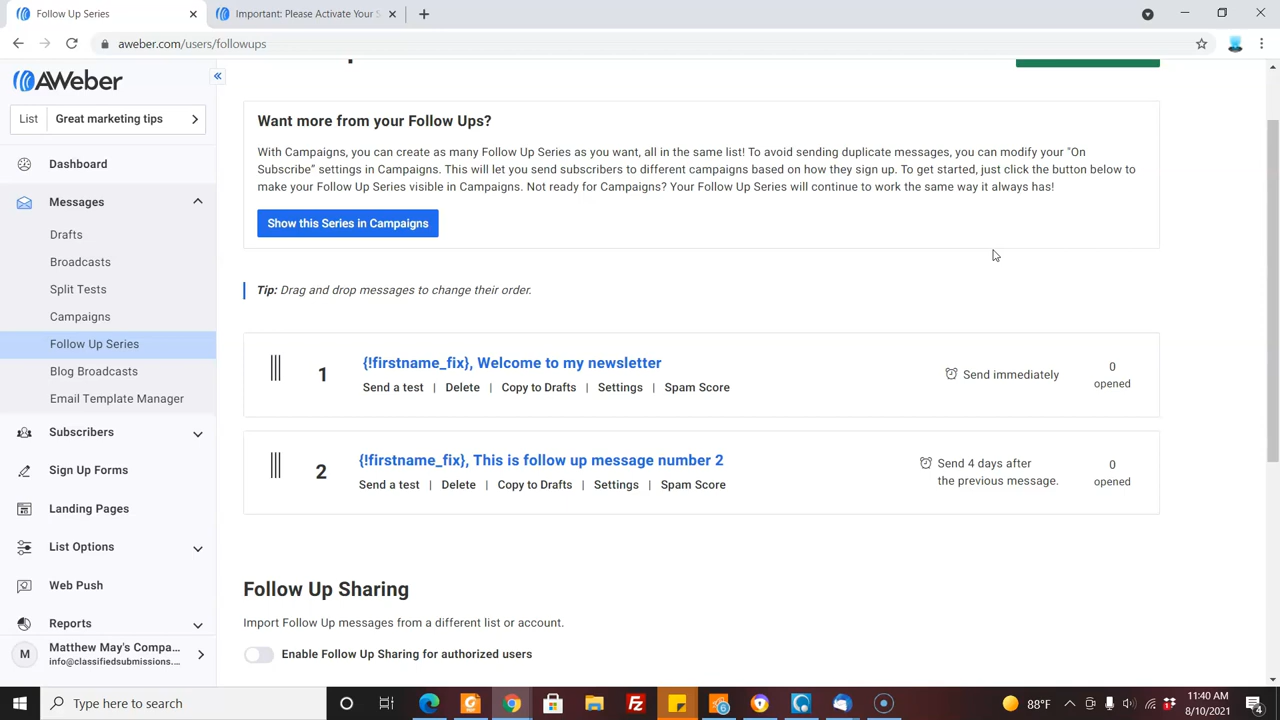 Follow Up Series
Important: Please Activate Your S
aweber.com/users/followups
AWeber
List Great marketing tips
Dashboard
Messages
Drafts
Broadcasts
Split Tests
Campaigns
Follow Up Series
Blog Broadcasts
Email Template Manager
Subscribers
Sign Up Forms
Landing Pages
List Options
Web Push
Reports
M
Matthew May's Compa...
info@classifiedsubmissions....
Want more from your Follow Ups?
With Campaigns, you can create as many Follow Up Series as you want, all in the same list! To avoid sending duplicate messages, you can modify your "On
Subscribe" settings in Campaigns. This will let you send subscribers to different campaigns based on how they sign up. To get started, just click the button below to
make your Follow Up Series visible in Campaigns. Not ready for Campaigns? Your Follow Up Series will continue to work the same way it always has!
Show this Series in Campaigns
Tip: Drag and drop messages to change their order.
1
{!firstname_fix}, Welcome to my newsletter
Send a test | Delete | Copy to Drafts | Settings | Spam Score
Send immediately
0
opened
2
{!firstname_fix}, This is follow up message number 2
Send a test | Delete | Copy to Drafts | Settings | Spam Score
Send 4 days after
the previous message.
0
opened
Follow Up Sharing
Import Follow Up messages from a different list or account.
Enable Follow Up Sharing for authorized users
Type here to search
Fz
6
88°F
11:40 AM
8/10/2021
4